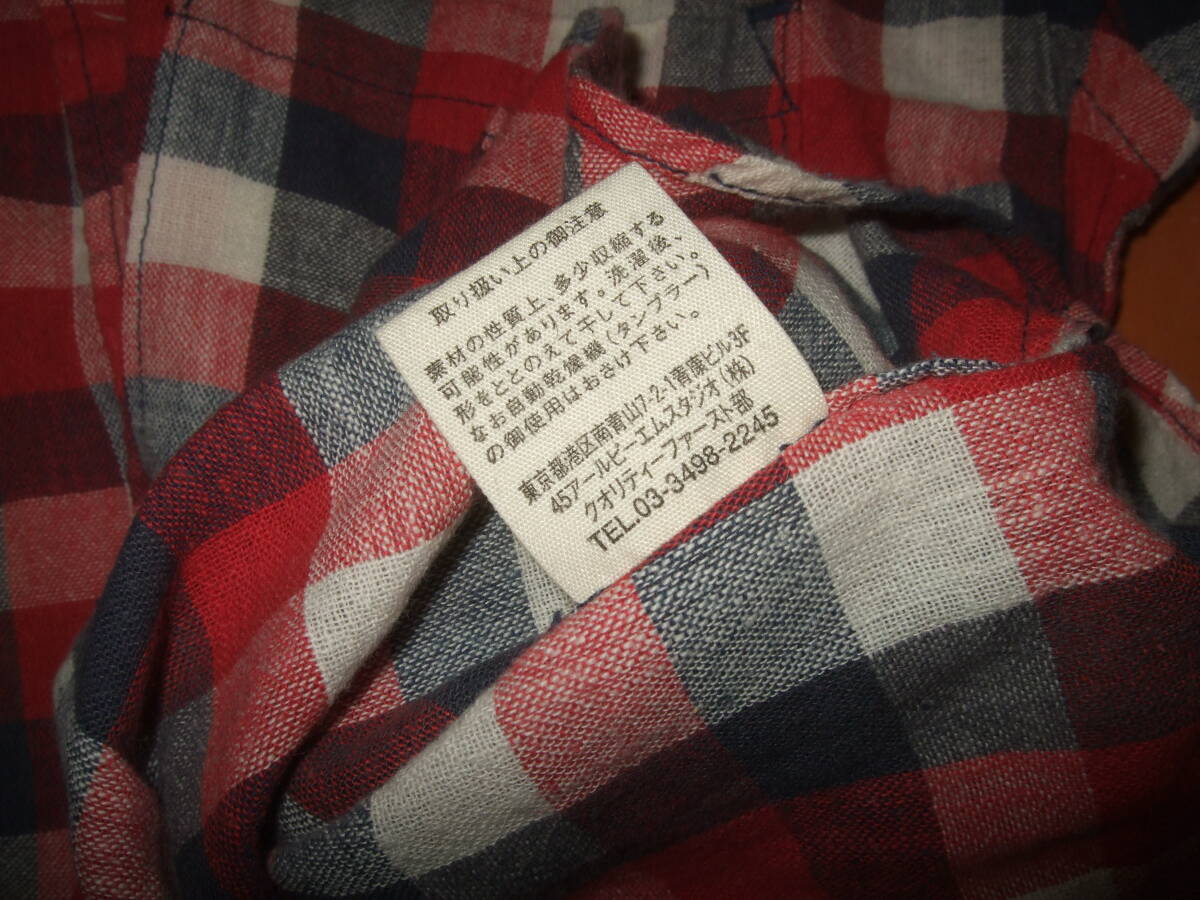 取り扱い上の御注意
素材の性質上、多少収縮する
可能性があります。洗濯後、
形をととのえて干して下さい。
なお自動乾燥機(タンブラー)
の御使用はおさけ下さい。
東京都港区南青山7-2-1青葉ビル3F
45アールピーエムスタジオ(株)
クオリティーファースト部
TEL.03-3498-2245